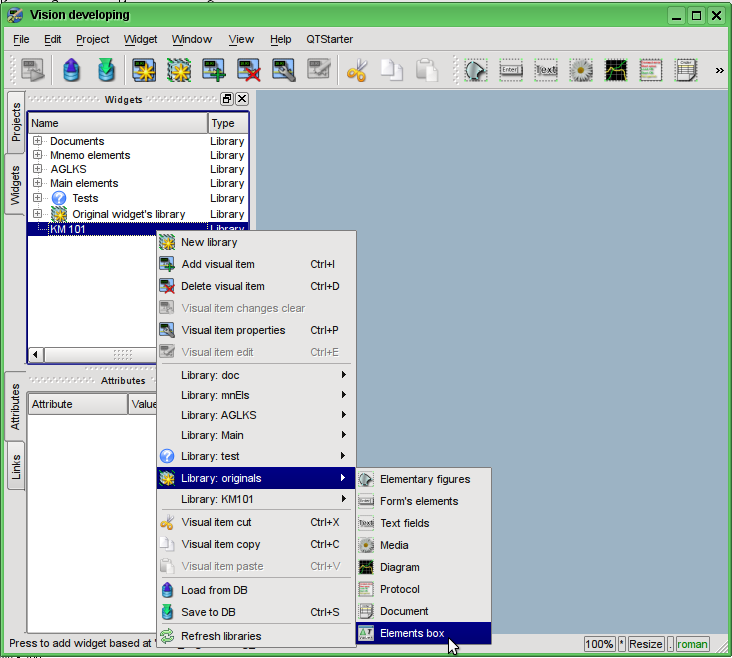 Vision developing
File Edit Project Widget Window View Help QTStarter
Enter Text »
Projects
Widgets
Widgets
Name Type
Documents Library
Mnemo elements Library
AGLKS Library
Main elements Library
Tests Library
Original widget's library Library
KM 101 Library
New library
Add visual item Ctrl+I
Delete visual item Ctrl+D
Visual item changes clear
Visual item properties Ctrl+P
Visual item edit Ctrl+E
Library: doc
Library: mnEls
Library: AGLKS
Library: Main
Library: test
Library: originals
Library: KM101
Visual item cut Ctrl+X
Visual item copy Ctrl+C
Visual item paste Ctrl+V
Load from DB
Save to DB Ctrl+S
Refresh libraries
Elementary figures
Form's elements
Text fields
Media
Diagram
Protocol
Document
Elements box
Attributes
Links
Attributes
Attribute Value
Press to add widget based at '
100% * Resize . roman